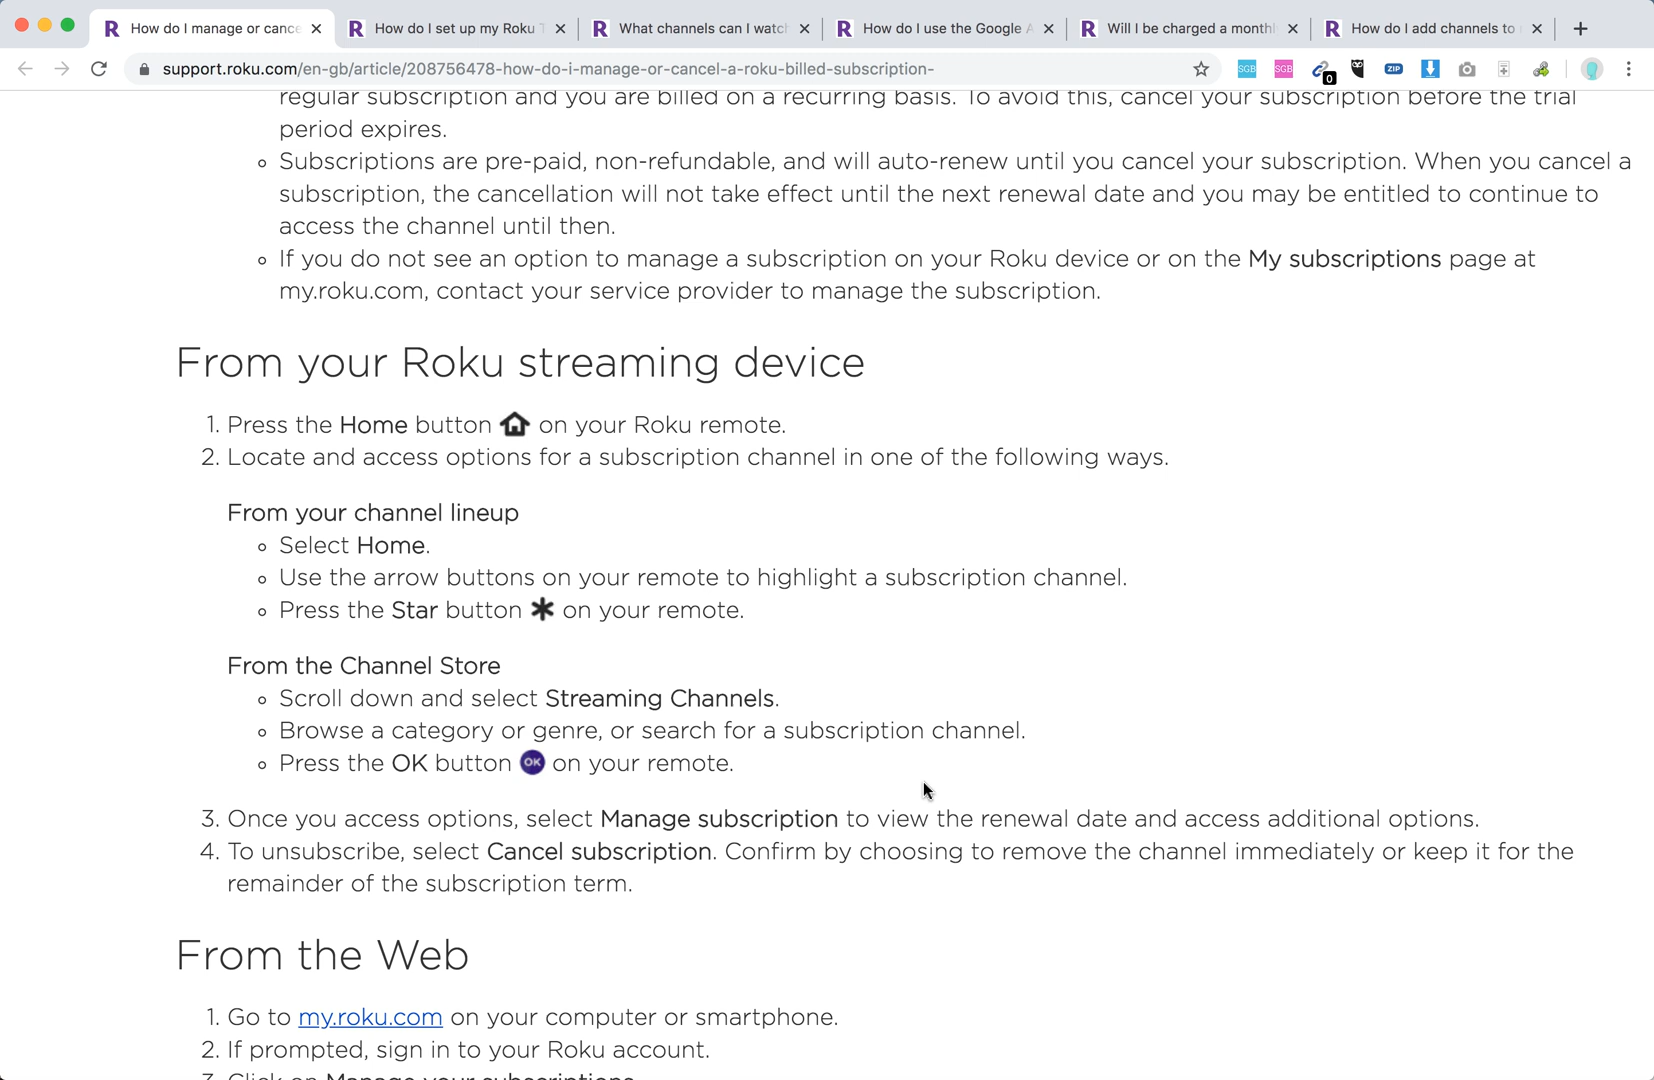 How do I manage or cance
How do I set up my Roku T
What channels can I watch
How do I use the Google A
Will I be charged a monthl
How do I add channels to
support.roku.com/en-gb/article/208756478-how-do-i-manage-or-cancel-a-roku-billed-subscription-
SGB
SGB
0
ZIP
regular subscription and you are billed on a recurring basis. To avoid this, cancel your subscription before the trial
period expires.
Subscriptions are pre-paid, non-refundable, and will auto-renew until you cancel your subscription. When you cancel a
subscription, the cancellation will not take effect until the next renewal date and you may be entitled to continue to
access the channel until then.
If you do not see an option to manage a subscription on your Roku device or on the My subscriptions page at
my.roku.com, contact your service provider to manage the subscription.
From your Roku streaming device
1. Press the Home button on your Roku remote.
2. Locate and access options for a subscription channel in one of the following ways.
From your channel lineup
Select Home.
Use the arrow buttons on your remote to highlight a subscription channel.
Press the Star button on your remote.
From the Channel Store
Scroll down and select Streaming Channels.
Browse a category or genre, or search for a subscription channel.
Press the OK button OK on your remote.
3. Once you access options, select Manage subscription to view the renewal date and access additional options.
4. To unsubscribe, select Cancel subscription. Confirm by choosing to remove the channel immediately or keep it for the
remainder of the subscription term.
From the Web
1. Go to my.roku.com on your computer or smartphone.
2. If prompted, sign in to your Roku account.
3. Click on Manage your subscriptions.